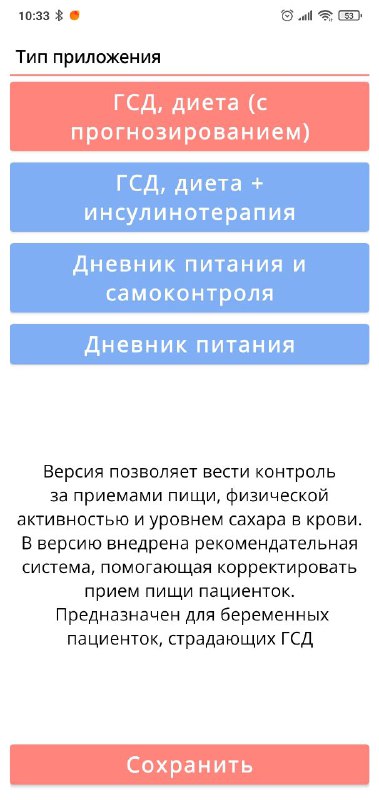 10:33
53
Тип приложения
ГСД, диета (с
прогнозированием)
ГСД, диета +
инсулинотерапия
Дневник питания и
самоконтроля
Дневник питания
Версия позволяет вести контроль
за приемами пищи, физической
активностью и уровнем сахара в крови.
В версию внедрена рекомендательная
система, помогающая корректировать
прием пищи пациенток.
Предназначен для беременных
пациенток, страдающих ГСД
Сохранить